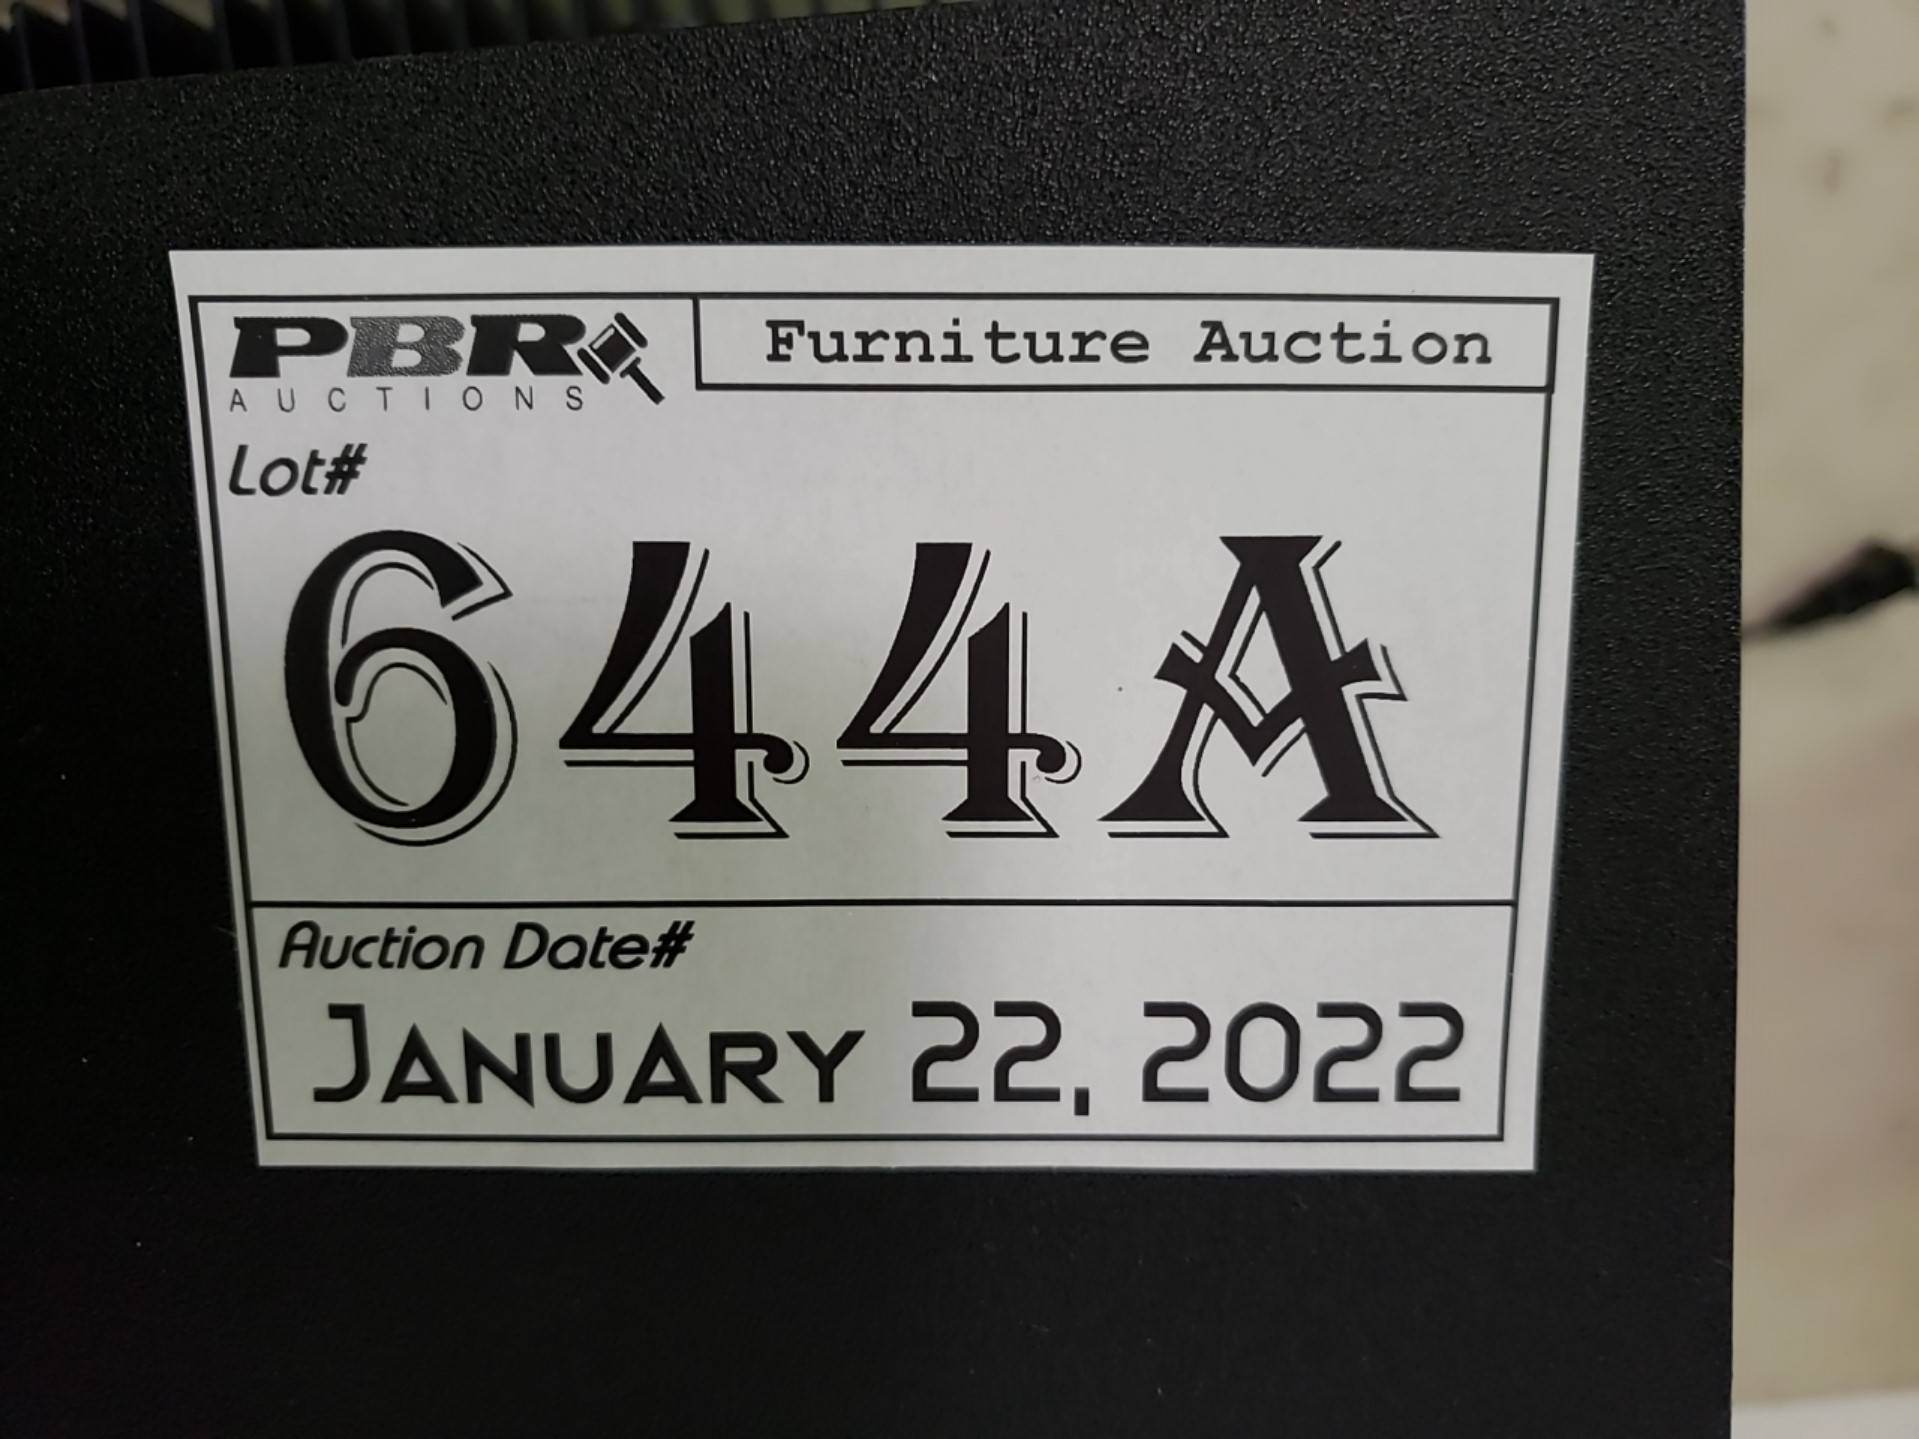 PBR
AUCTIONS
Furniture Auction
Lot#
644A
Auction Date#
JANUARY 22, 2022